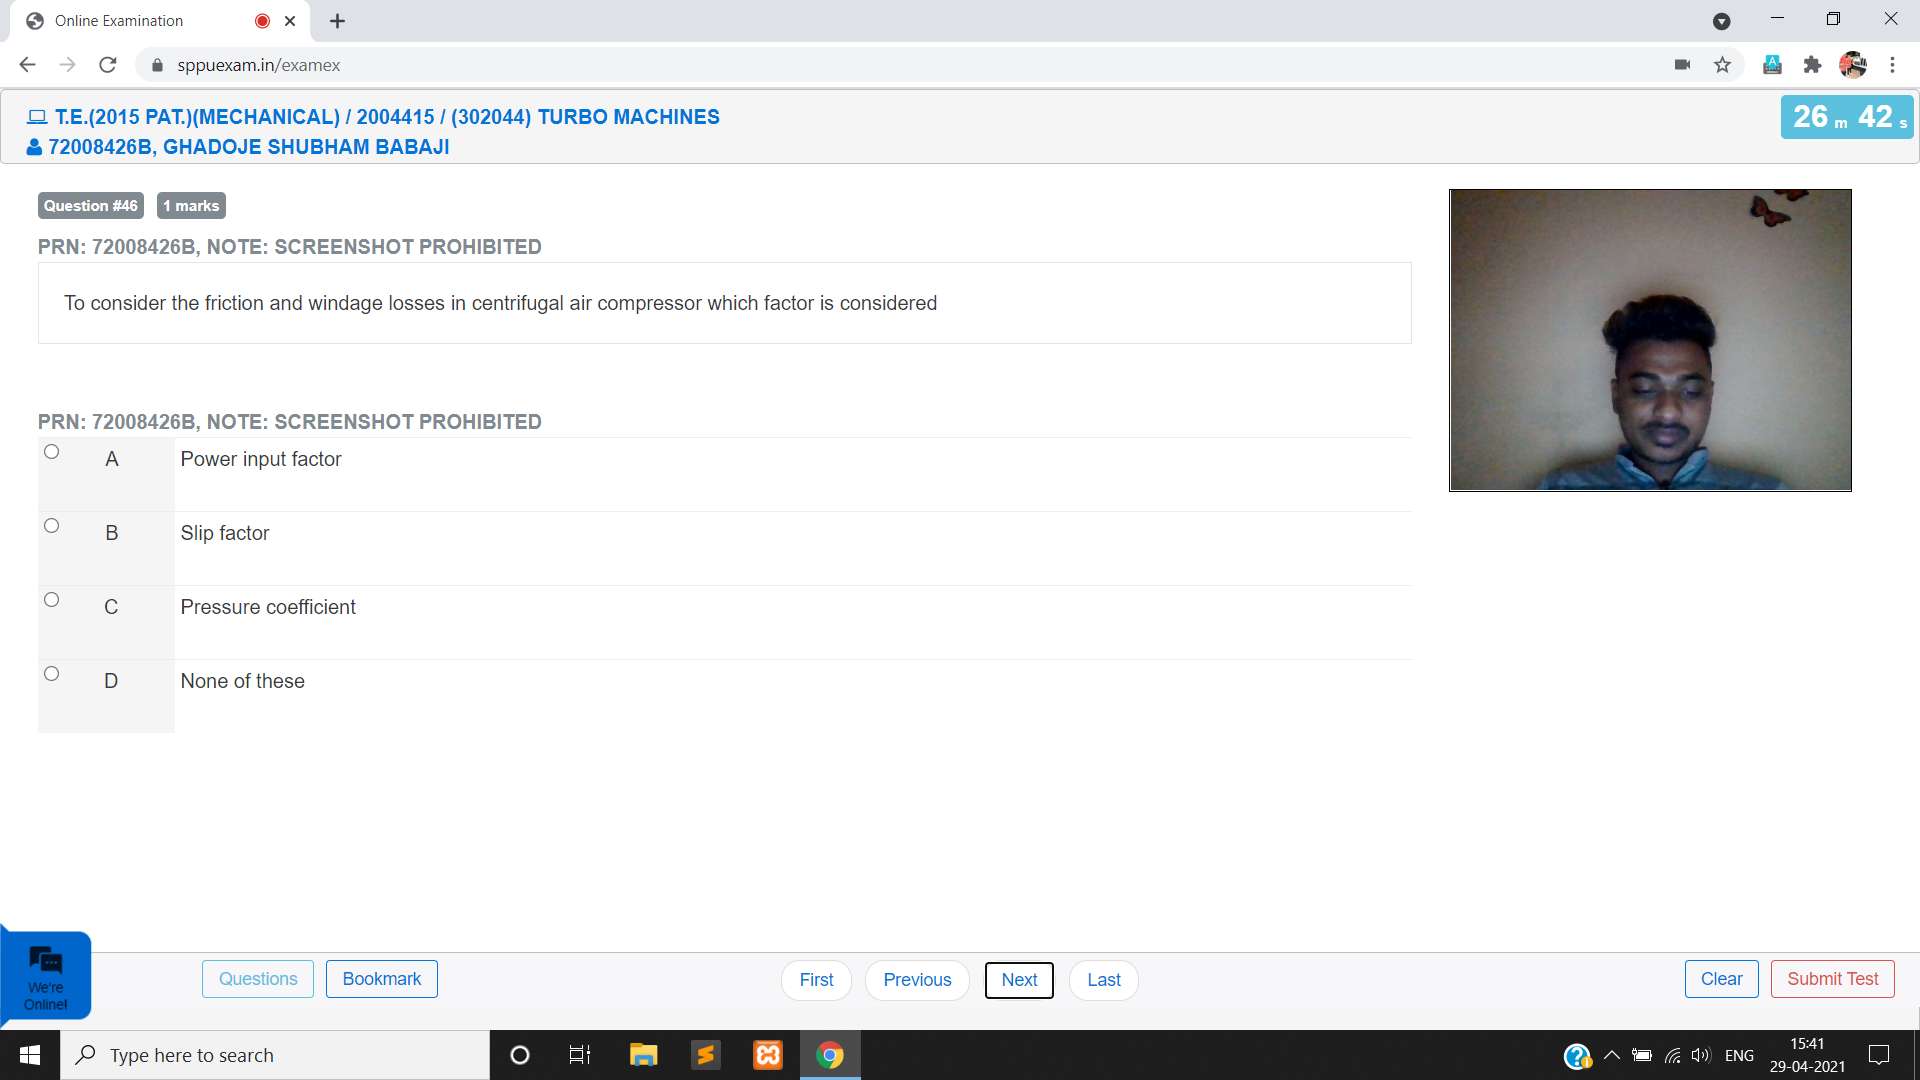 Online Examination
sppuexam.in/examex
T.E.(2015 PAT.)(MECHANICAL) / 2004415 / (302044) TURBO MACHINES
26 m 42 s
72008426B, GHADOJE SHUBHAM BABAJI
Question #46 1 marks
PRN: 72008426B, NOTE: SCREENSHOT PROHIBITED
To consider the friction and windage losses in centrifugal air compressor which factor is considered
PRN: 72008426B, NOTE: SCREENSHOT PROHIBITED
A Power input factor
B Slip factor
C Pressure coefficient
D None of these
We're
Online!
Questions Bookmark First Previous Next Last Clear Submit Test
Type here to search
ENG
15:41
29-04-2021